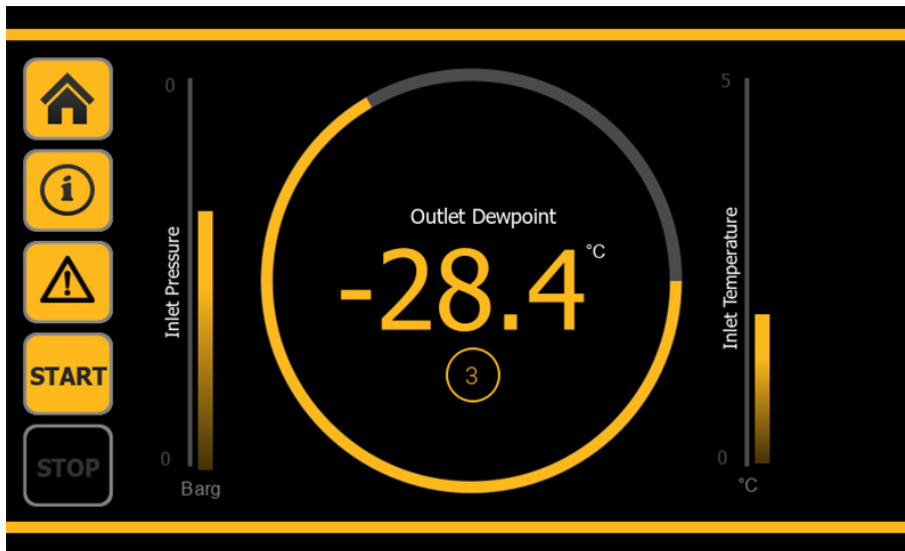 0
5
Outlet Dewpoint
-28.4 °C
3
Inlet Pressure
Inlet Temperature
START
STOP
0
Barg
0
°C